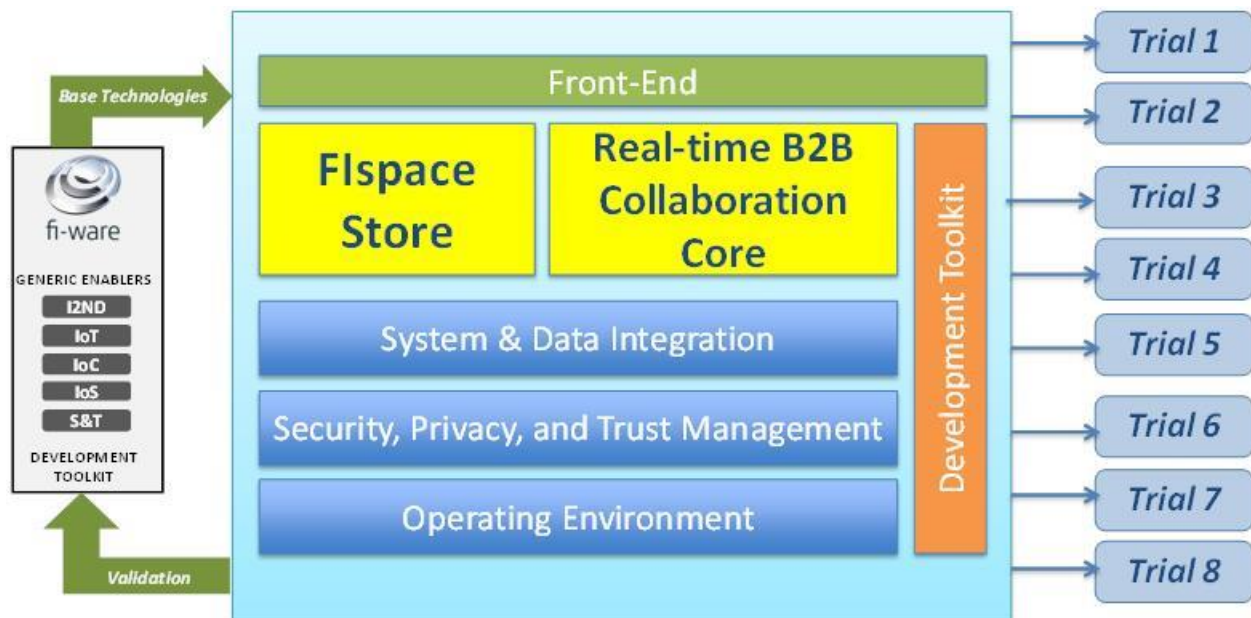 Base Technologies
fi-ware
GENERIC ENABLERS
I2ND
IoT
IoC
IoS
S&T
DEVELOPMENT
TOOLKIT
Validation
Front-End
FIspace
Store
Real-time B2B
Collaboration
Core
System & Data Integration
Security, Privacy, and Trust Management
Operating Environment
Development Toolkit
Trial 1
Trial 2
Trial 3
Trial 4
Trial 5
Trial 6
Trial 7
Trial 8